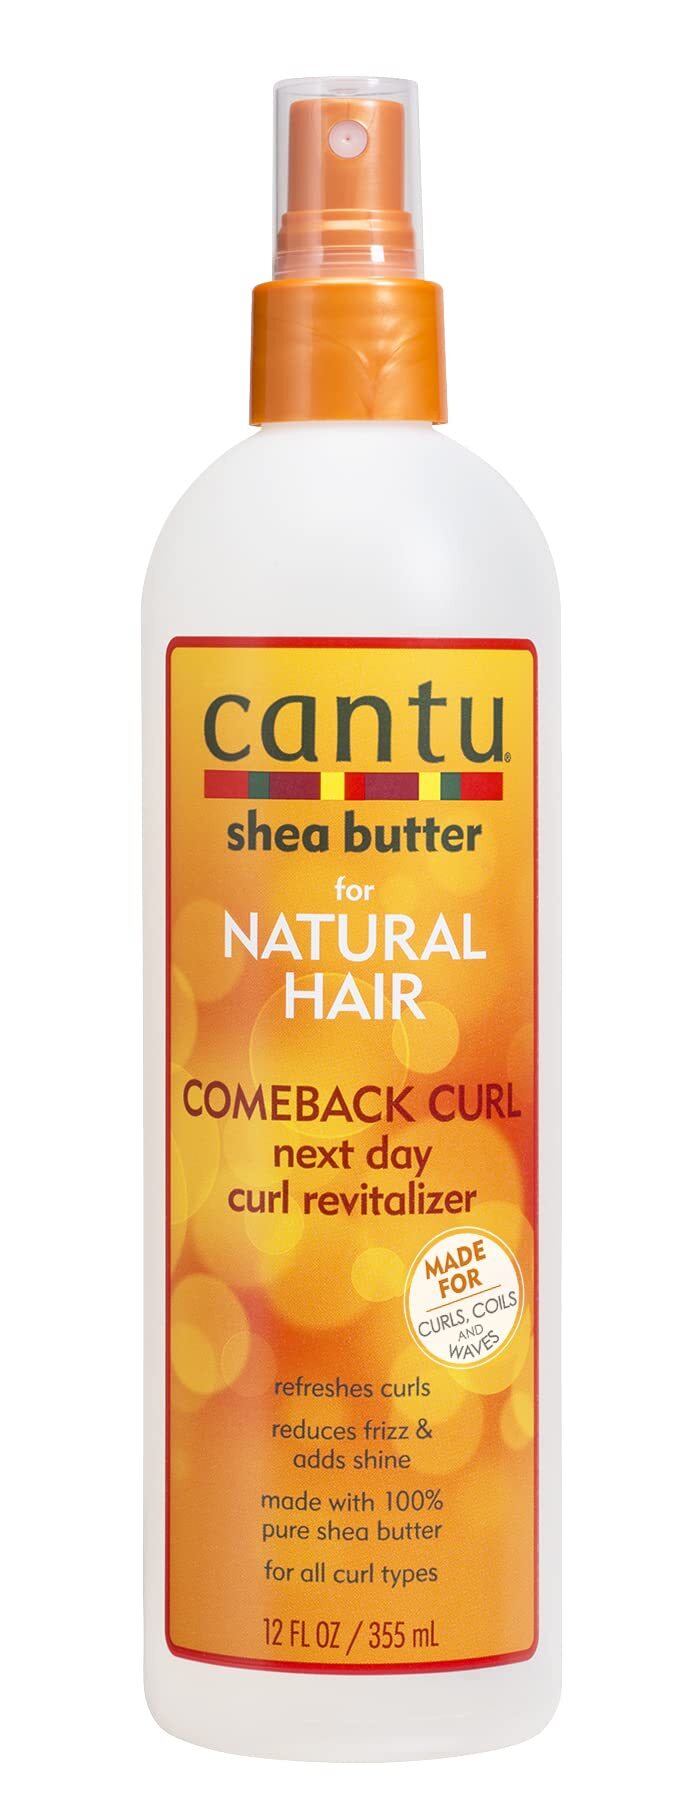 cantu®
shea butter
for
NATURAL
HAIR
COMEBACK CURL
next day
curl revitalizer
MADE
FOR
CURLS, COILS
AND
WAVES
refreshes curls
reduces frizz &
adds shine
made with 100%
pure shea butter
for all curl types
12 FL OZ / 355 mL